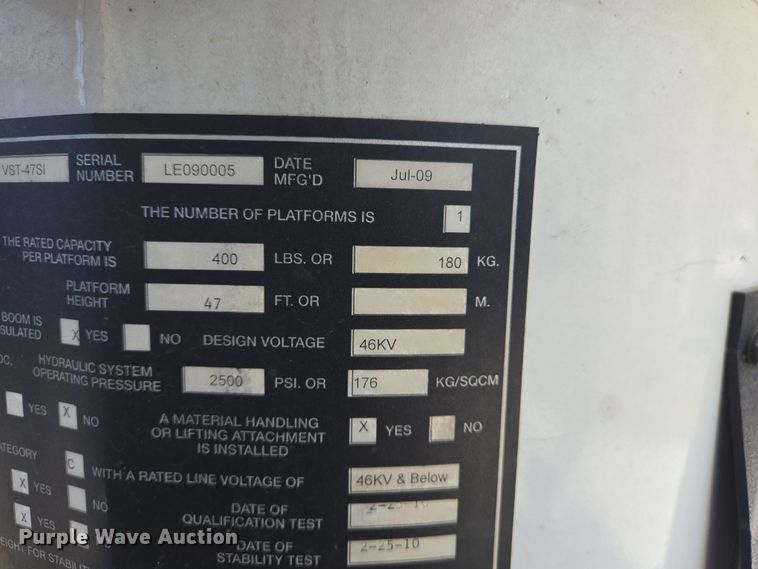 VST-47SI SERIAL NUMBER LE090005 DATE MFG'D Jul-09
THE NUMBER OF PLATFORMS IS 1
THE RATED CAPACITY PER PLATFORM IS 400 LBS. OR 180 KG.
PLATFORM HEIGHT 47 FT. OR M.
BOOM IS SULATED X YES NO DESIGN VOLTAGE 46KV
DC, HYDRAULIC SYSTEM OPERATING PRESSURE 2500 PSI. OR 176 KG/SQCM
YES X NO A MATERIAL HANDLING OR LIFTING ATTACHMENT IS INSTALLED X YES NO
ATEGORY C WITH A RATED LINE VOLTAGE OF 46KV & Below
X YES NO DATE OF QUALIFICATION TEST
X YES DATE OF STABILITY TEST 2-25-10
EIGHT FOR STABIL
Purple Wave Auction